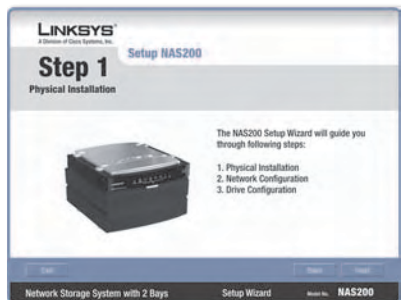 LINKSYS®
A Division of Cisco Systems, Inc.
Setup NAS200
Step 1
Physical Installation
The NAS200 Setup Wizard will guide you
through following steps:
1. Physical Installation
2. Network Configuration
3. Drive Configuration
Exit
Next
Network Storage System with 2 Bays
Setup Wizard
Model No.
NAS200